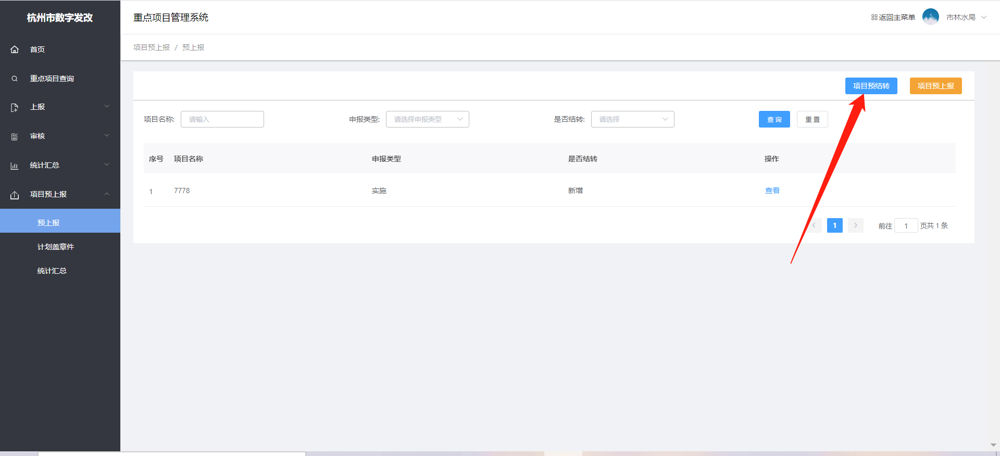 杭州市数字发改
重点项目管理系统
返回主菜单
市林水局
首页
重点项目查询
上报
审核
统计汇总
项目预上报
预上报
计划盖章件
统计汇总
项目预上报 / 预上报
项目预结转 项目预上报
项目名称: 请输入 申报类型: 请选择申报类型 是否结转: 请选择 查询 重置
序号 项目名称 申报类型 是否结转 操作
1 7778 实施 新增 查看
1 前往 1 页共 1 条